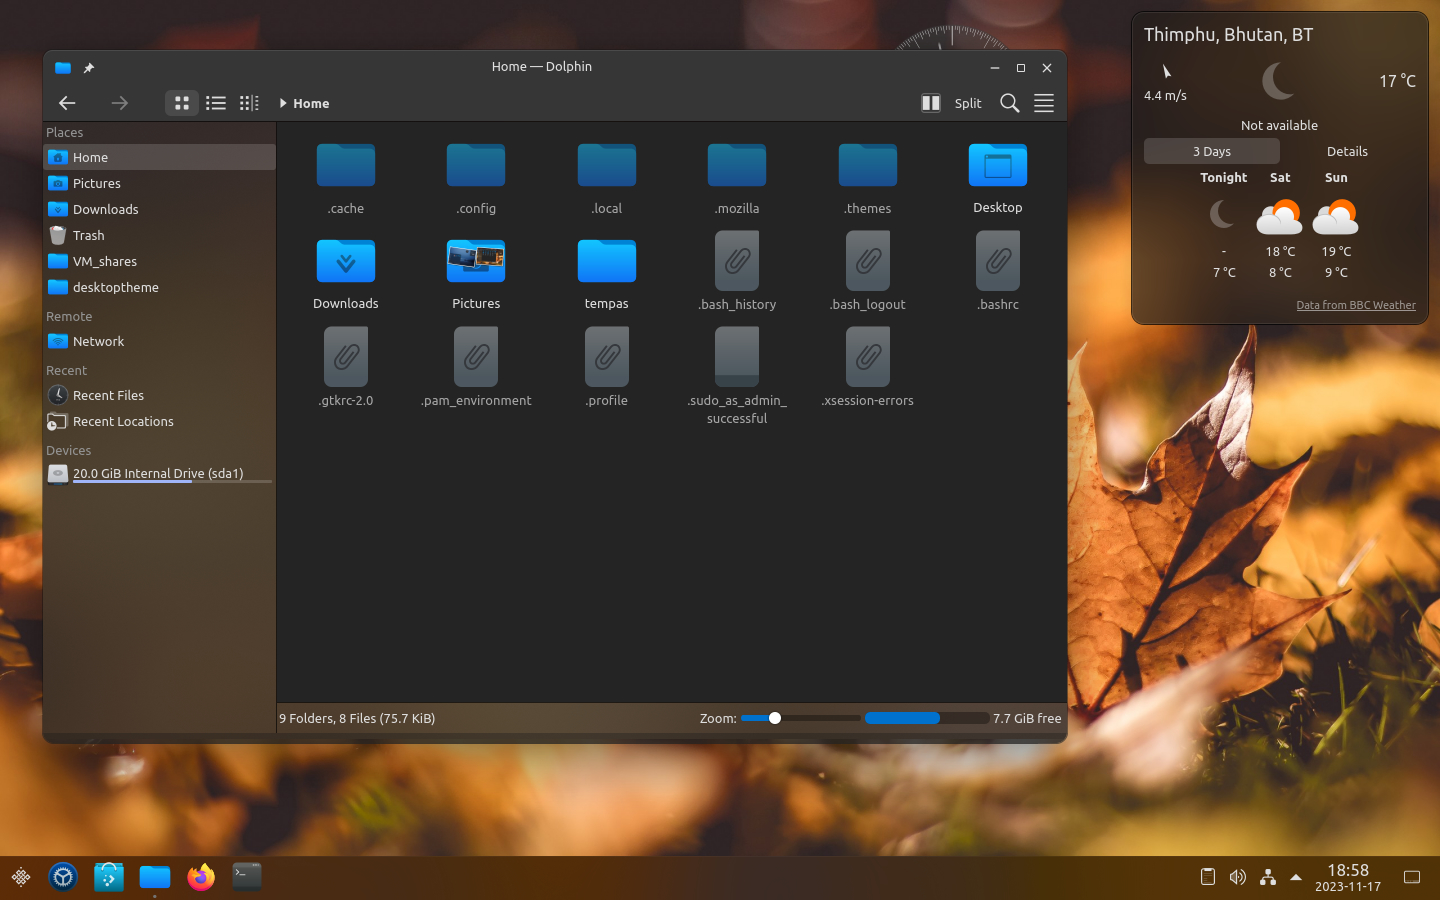 Home — Dolphin
Home
Split
Places
Home
Pictures
Downloads
Trash
VM_shares
desktoptheme
Remote
Network
Recent
Recent Files
Recent Locations
Devices
20.0 GiB Internal Drive (sda1)
.cache
.config
.local
.mozilla
.themes
Desktop
Downloads
Pictures
tempas
.bash_history
.bash_logout
.bashrc
.gtkrc-2.0
.pam_environment
.profile
.sudo_as_admin_
successful
.xsession-errors
9 Folders, 8 Files (75.7 KiB)
Zoom:
7.7 GiB free
Thimphu, Bhutan, BT
4.4 m/s
17 °C
Not available
3 Days
Details
Tonight Sat Sun
- 18 °C 19 °C
7 °C 8 °C 9 °C
Data from BBC Weather
18:58
2023-11-17